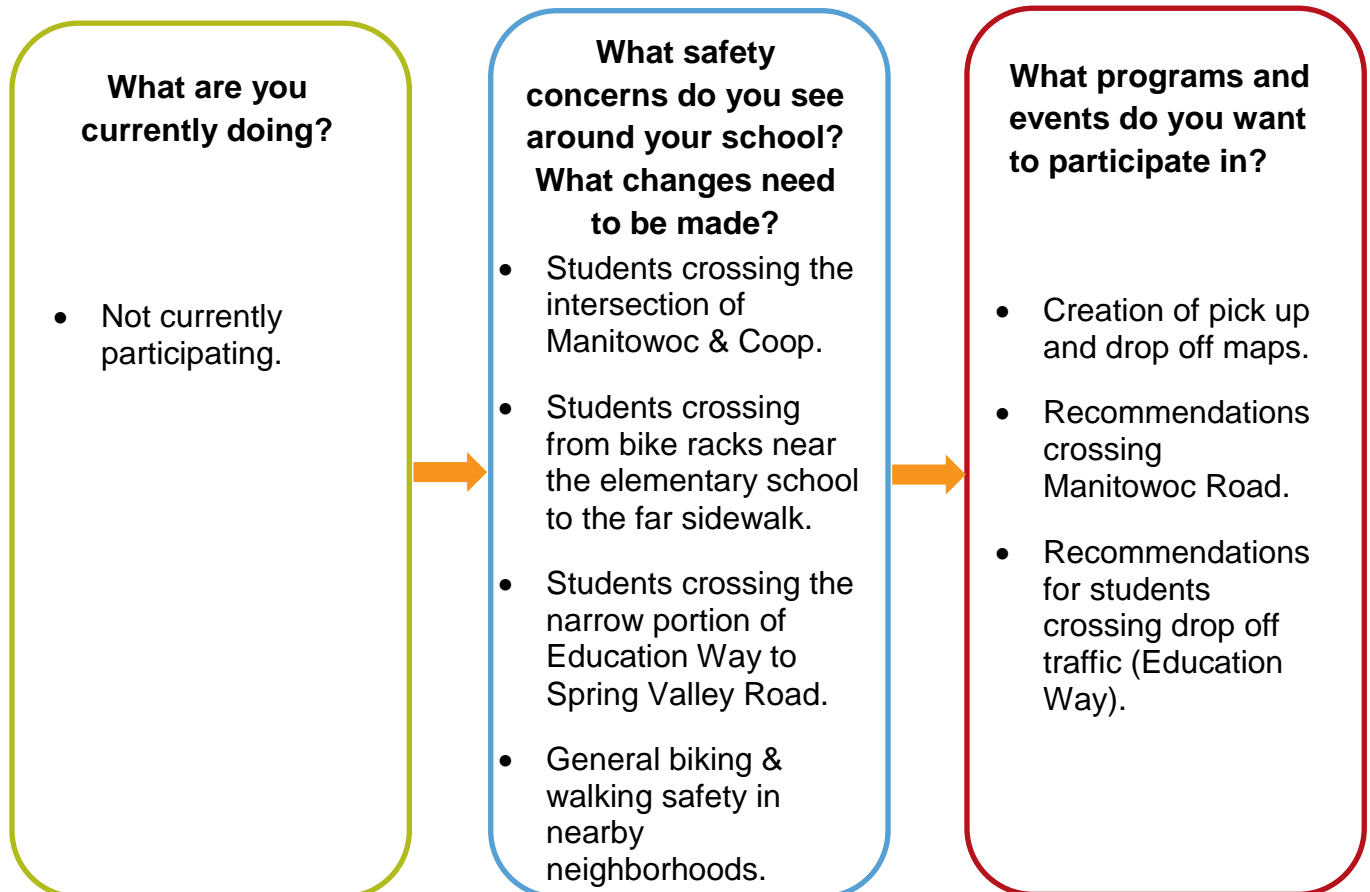 What are you
currently doing?
• Not currently
participating.
What safety
concerns do you see
around your school?
What changes need
to be made?
• Students crossing the
intersection of
Manitowoc & Coop.
• Students crossing
from bike racks near
the elementary school
to the far sidewalk.
• Students crossing the
narrow portion of
Education Way to
Spring Valley Road.
• General biking &
walking safety in
nearby
neighborhoods.
What programs and
events do you want
to participate in?
• Creation of pick up
and drop off maps.
• Recommendations
crossing
Manitowoc Road.
• Recommendations
for students
crossing drop off
traffic (Education
Way).